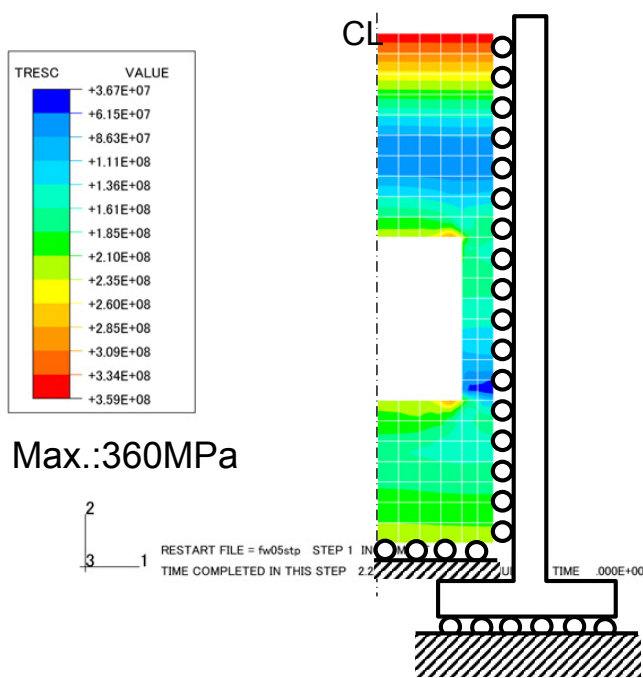 CL
TRESC VALUE
+3.67E+07
+6.15E+07
+8.63E+07
+1.11E+08
+1.36E+08
+1.61E+08
+1.85E+08
+2.10E+08
+2.35E+08
+2.60E+08
+2.85E+08
+3.09E+08
+3.34E+08
+3.59E+08
Max.:360MPa
2
3 1
RESTART FILE = fw05stp STEP 1 IN
TIME COMPLETED IN THIS STEP 2.2 TIME .000E+00